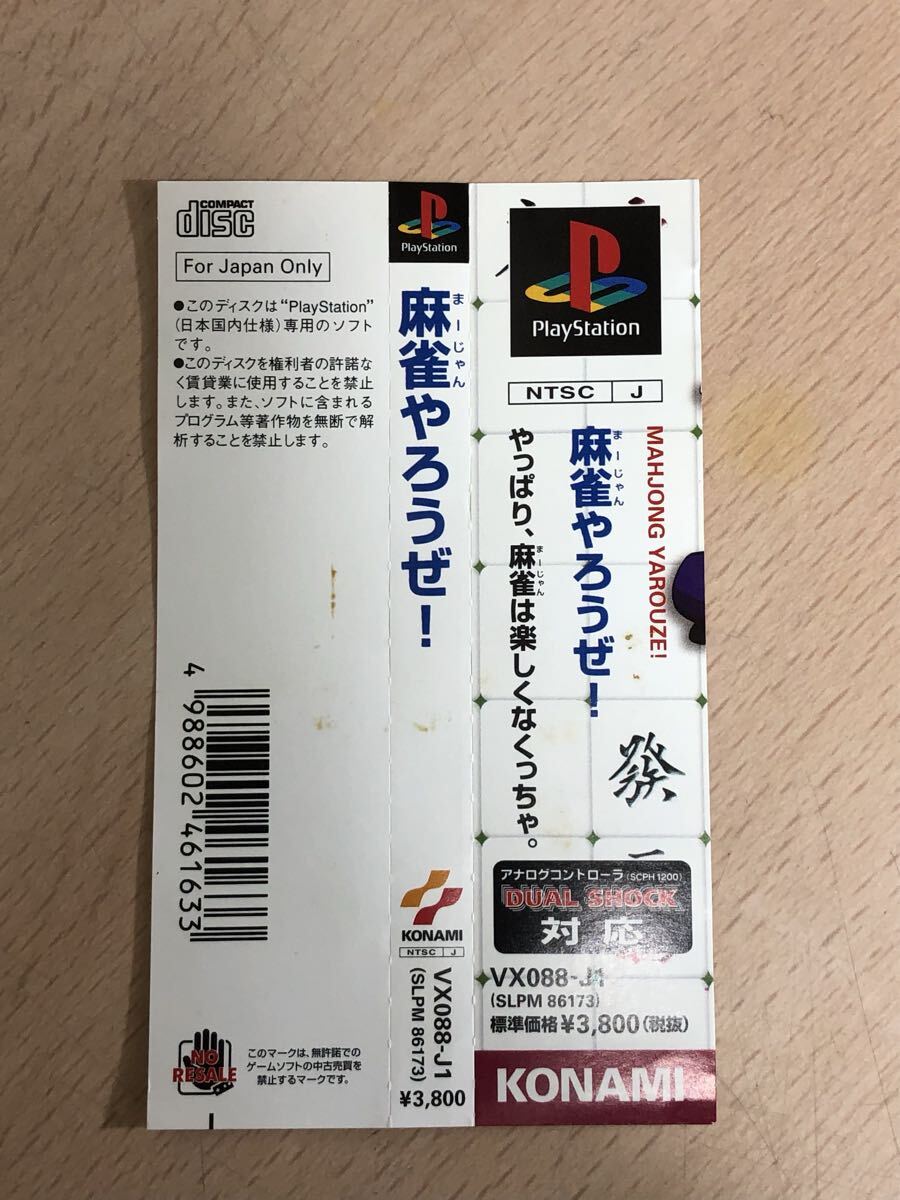 COMPACT
disc
For Japan Only
●このディスクは“PlayStation”
(日本国内仕様)専用のソフト
です。
●このディスクを権利者の許諾な
く賃貸業に使用することを禁止
します。また、ソフトに含まれる
プログラム等著作物を無断で解
析することを禁止します。
4 988602 461633
NO
RESALE
このマークは、無許諾での
ゲームソフトの中古売買を
禁止するマークです。
PlayStation
麻雀やろうぜ!
まーじゃん
KONAMI
NTSC J
VX088-J1
(SLPM 86173)
¥3,800
PlayStation
NTSC J
MAHJONG YAROUZE!
麻雀やろうぜ!
まーじゃん
やっぱり、麻雀は楽しくなくっちゃ。
まーじゃん
發
アナログコントローラ(SCPH 1200)
DUAL SHOCK
対応
VX088-J1
(SLPM 86173)
標準価格¥3,800(税抜)
KONAMI